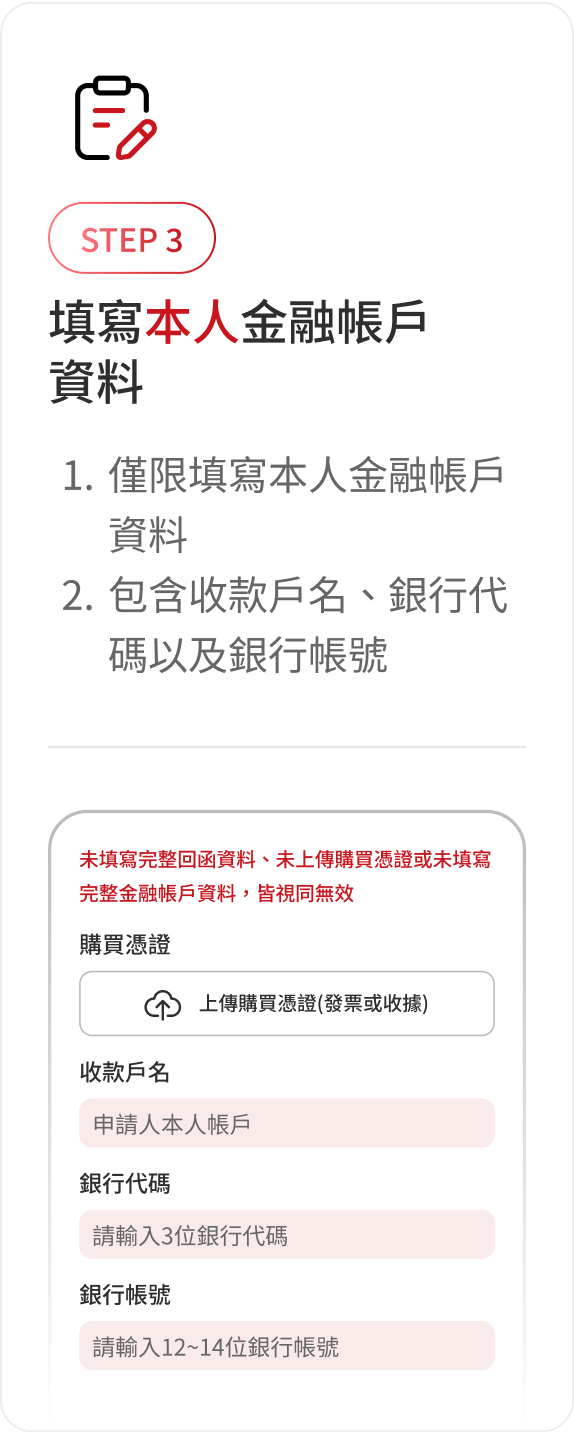 STEP 3
填寫本人金融帳戶
資料
1. 僅限填寫本人金融帳戶
資料
2. 包含收款戶名、銀行代
碼以及銀行帳號
未填寫完整回函資料、未上傳購買憑證或未填寫
完整金融帳戶資料，皆視同無效
購買憑證
上傳購買憑證(發票或收據)
收款戶名
申請人本人帳戶
銀行代碼
請輸入3位銀行代碼
銀行帳號
請輸入12~14位銀行帳號